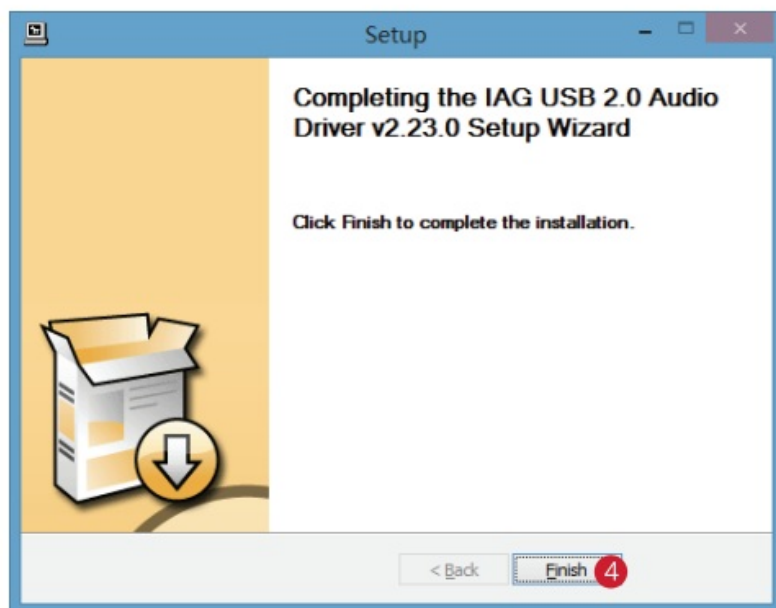 Setup
Completing the IAG USB 2.0 Audio
Driver v2.23.0 Setup Wizard
Click Finish to complete the installation.
< Back
Finish
4